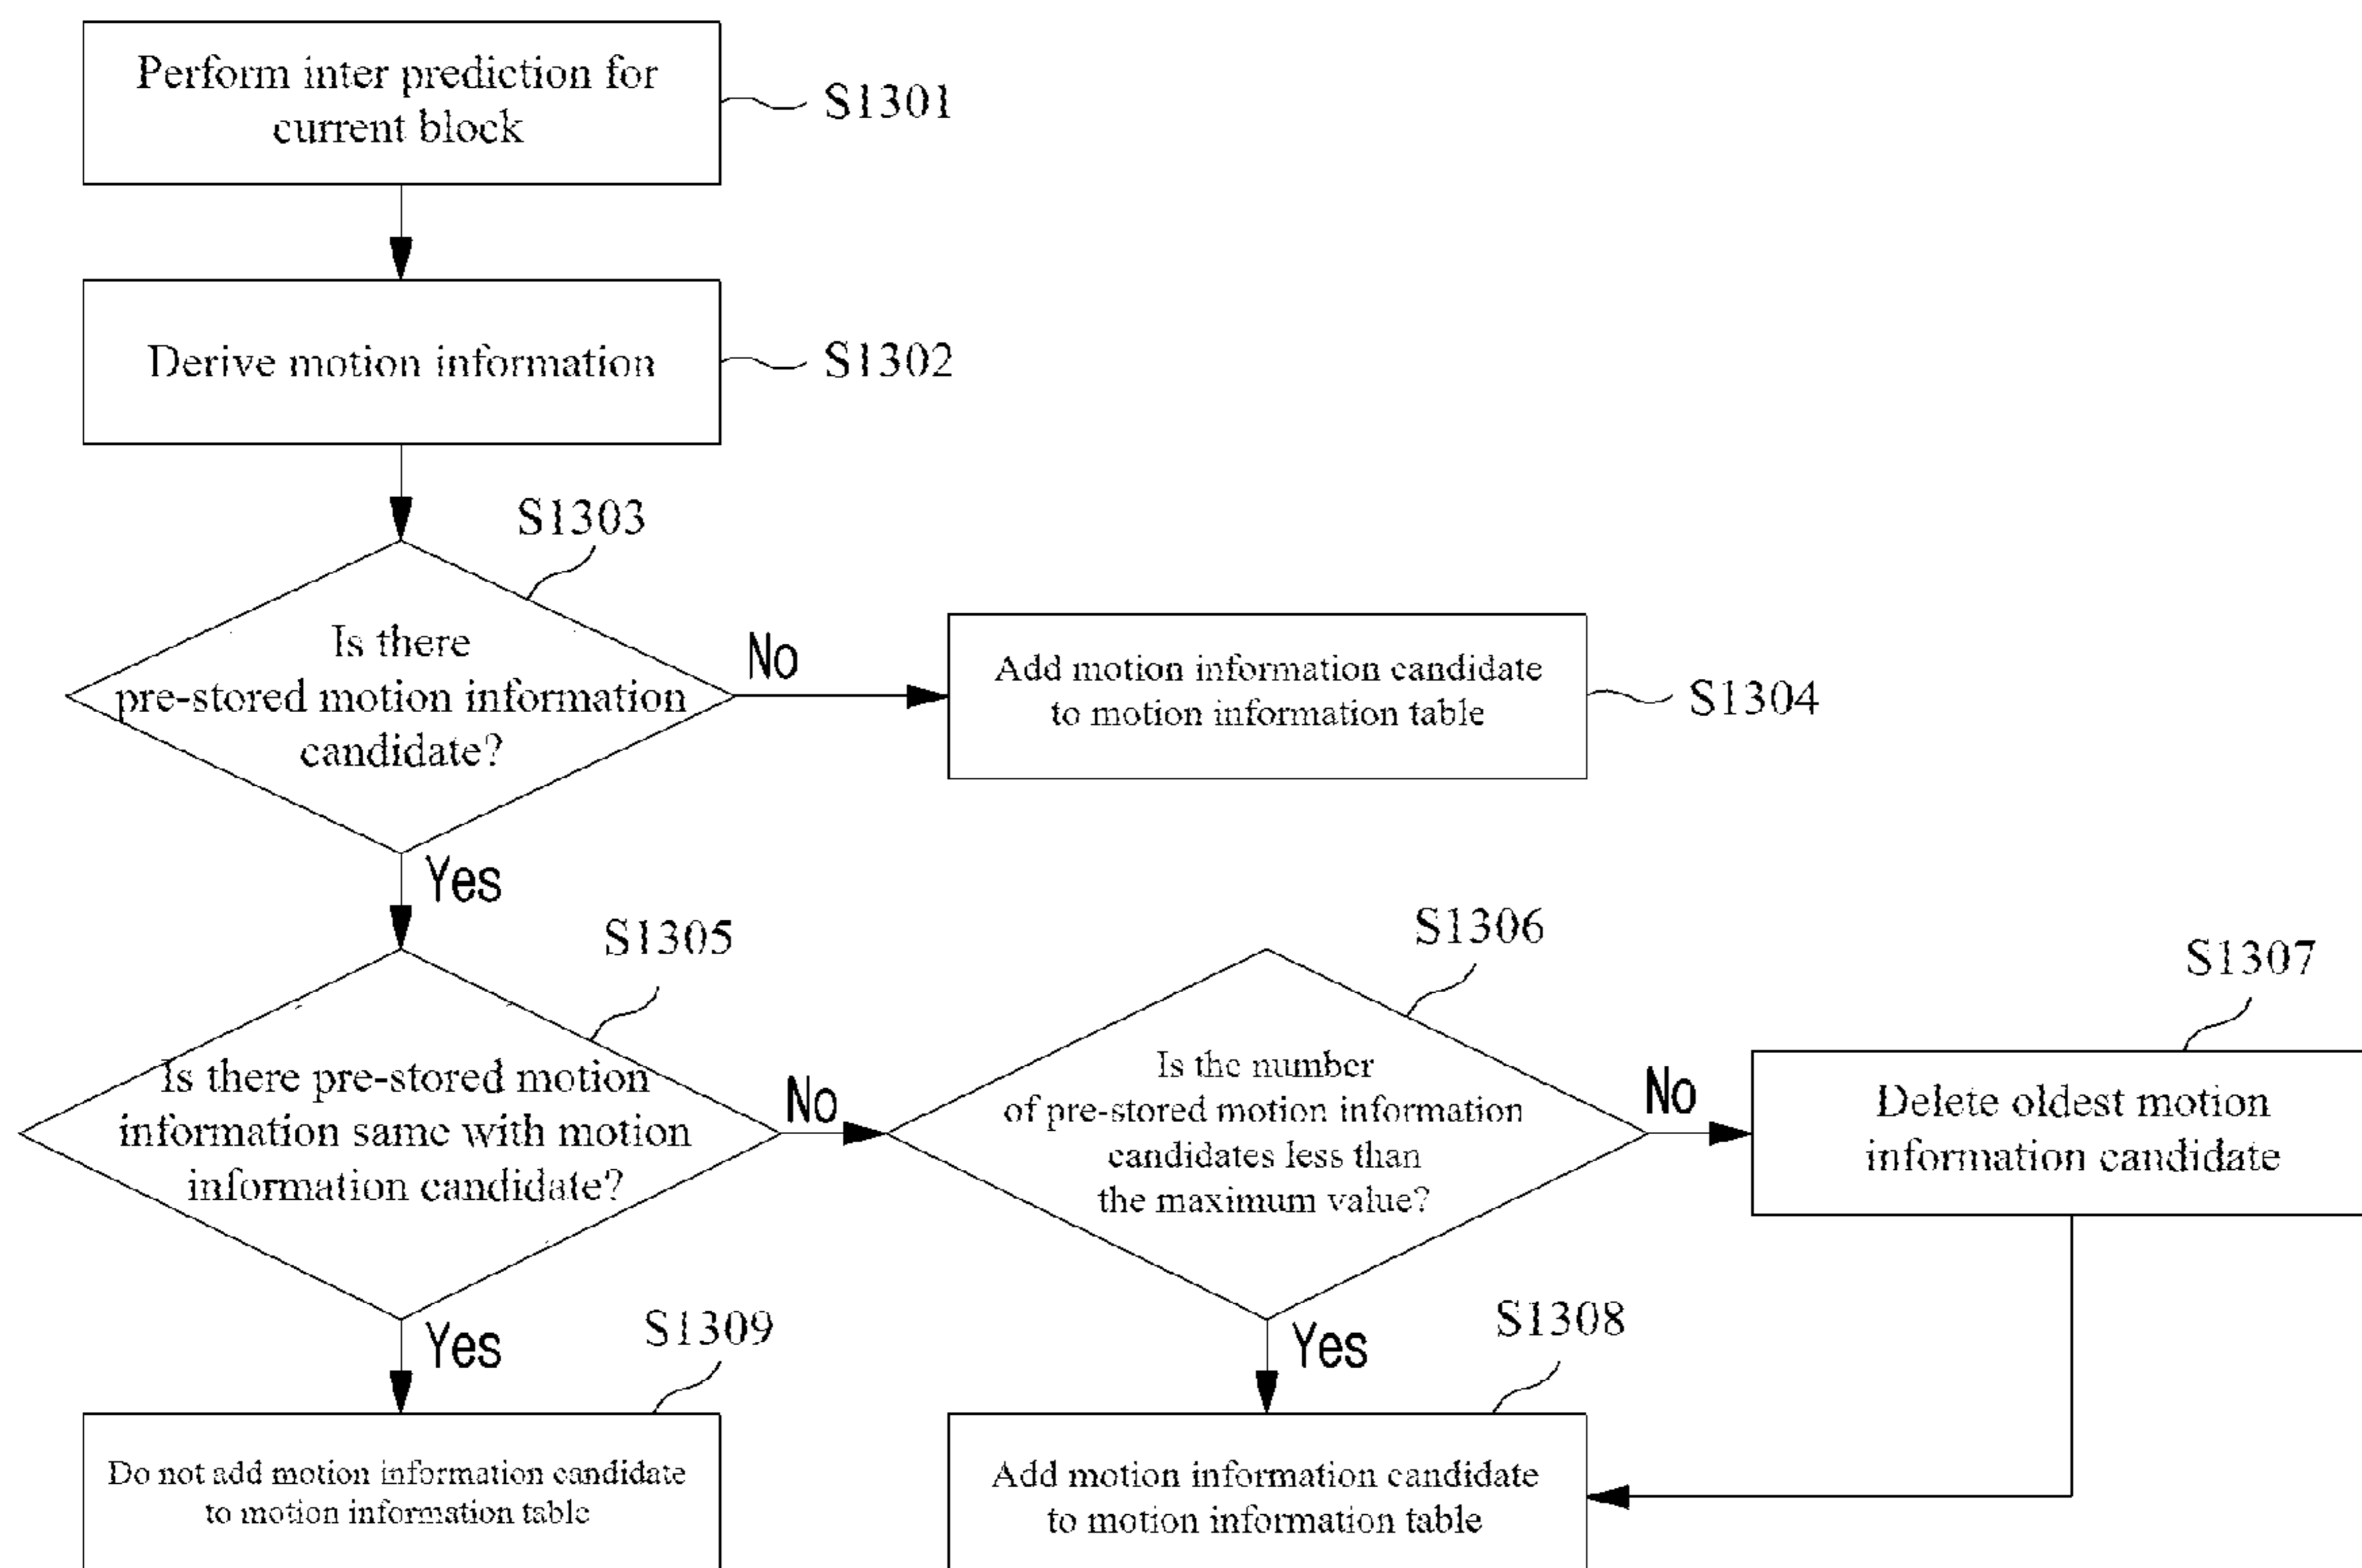 Perform inter prediction for
current block
S1301
Derive motion information
S1302
S1303
Is there
pre-stored motion information
candidate?
No
Add motion information candidate
to motion information table
S1304
Yes
S1305
Is there pre-stored motion
information same with motion
information candidate?
No
S1306
Is the number
of pre-stored motion information
candidates less than
the maximum value?
No
S1307
Delete oldest motion
information candidate
Yes
S1309
Do not add motion information candidate
to motion information table
Yes
S1308
Add motion information candidate
to motion information table